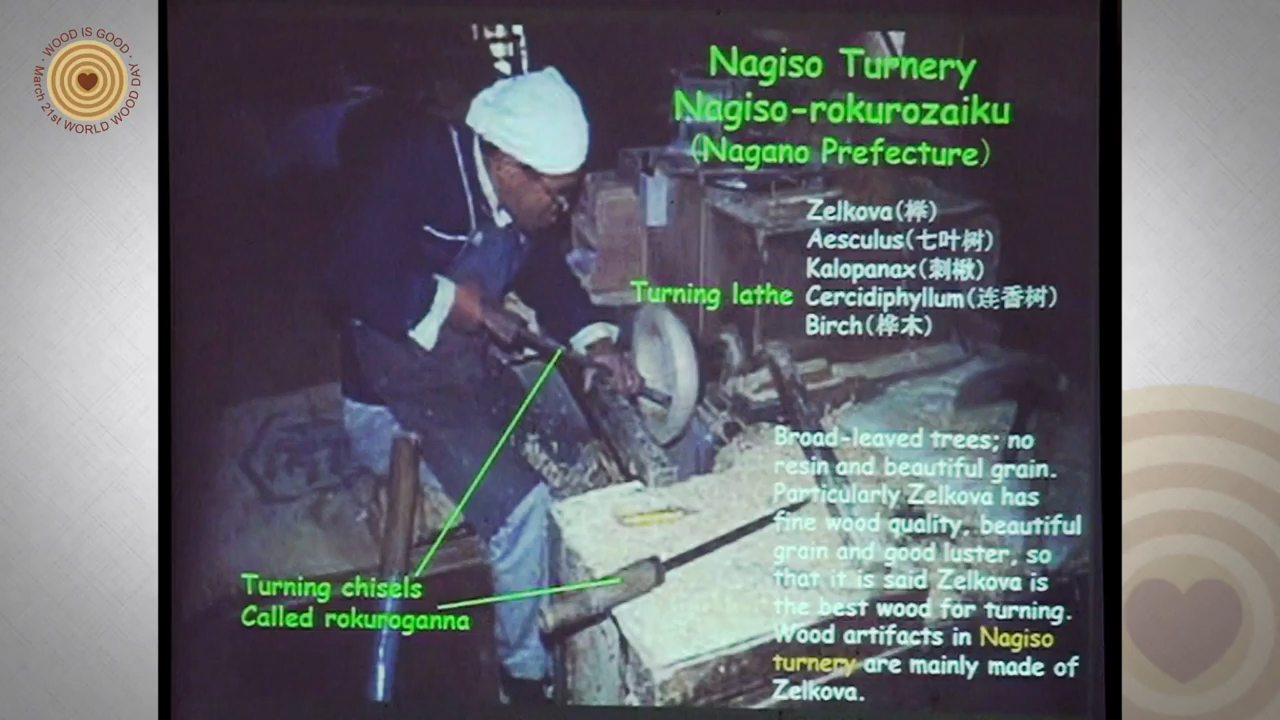 WOOD IS GOOD · WOOD DAY
March 21st WORLD
Nagiso Turnery
Nagiso-rokurozaiku
(Nagano Prefecture)
Zelkova(榉)
Aesculus(七叶树)
Kalopanax(刺楸)
Turning lathe
Cercidiphyllum(连香树)
Birch(桦木)
Broad-leaved trees; no
resin and beautiful grain.
Particularly Zelkova has
fine wood quality, beautiful
grain and good luster, so
that it is said Zelkova is
the best wood for turning.
Wood artifacts in Nagiso
turnery are mainly made of
Zelkova.
Turning chisels
Called rokuroganna